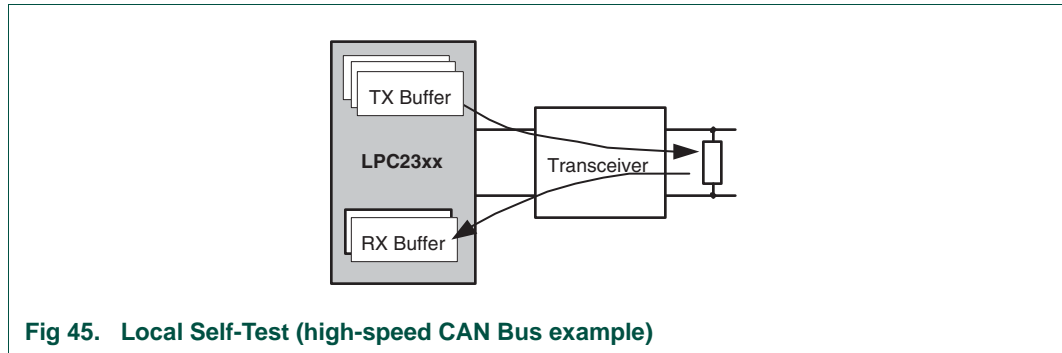 TX Buffer
LPC23xx
Transceiver
RX Buffer
Fig 45. Local Self-Test (high-speed CAN Bus example)